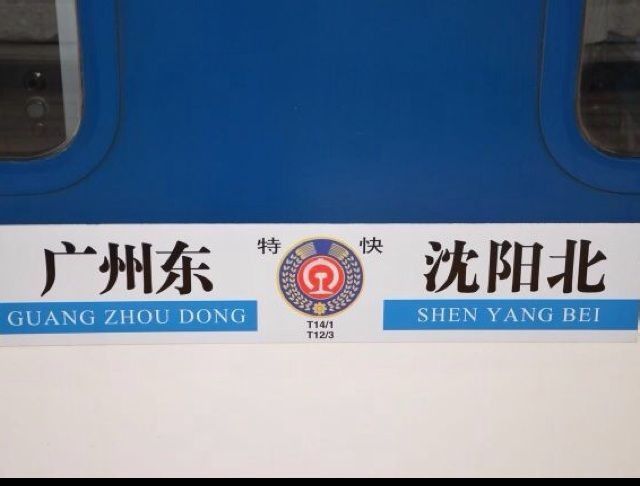 广州东
GUANG ZHOU DONG
特 快
T14/1
T12/3
沈阳北
SHEN YANG BEI